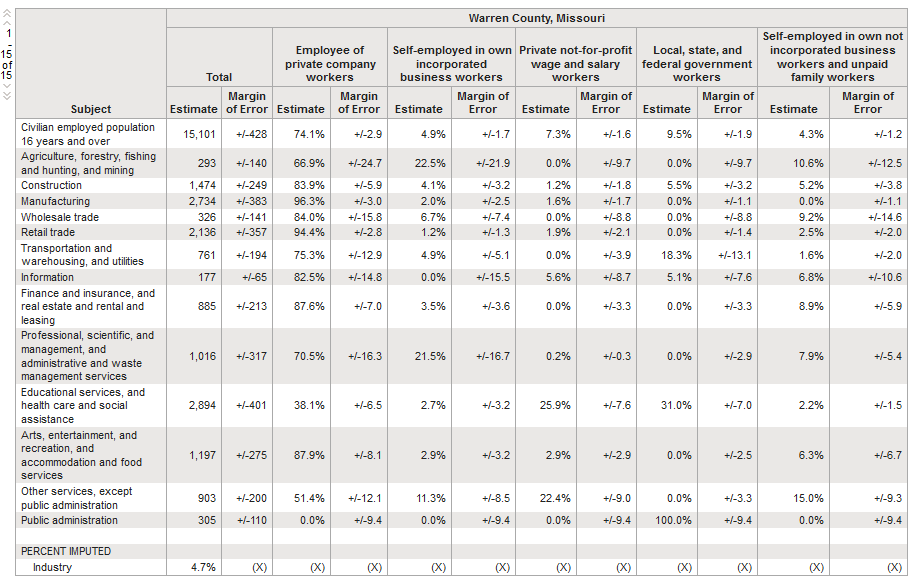 1
-
15
of
15
Warren County, Missouri
Subject
Total
Employee of
private company
workers
Self-employed in own
incorporated
business workers
Private not-for-profit
wage and salary
workers
Local, state, and
federal government
workers
Self-employed in own not
incorporated business
workers and unpaid
family workers
Estimate Margin of Error Estimate Margin of Error Estimate Margin of Error Estimate Margin of Error Estimate Margin of Error Estimate Margin of Error
Civilian employed population
16 years and over 15,101 +/-428 74.1% +/-2.9 4.9% +/-1.7 7.3% +/-1.6 9.5% +/-1.9 4.3% +/-1.2
Agriculture, forestry, fishing
and hunting, and mining 293 +/-140 66.9% +/-24.7 22.5% +/-21.9 0.0% +/-9.7 0.0% +/-9.7 10.6% +/-12.5
Construction 1,474 +/-249 83.9% +/-5.9 4.1% +/-3.2 1.2% +/-1.8 5.5% +/-3.2 5.2% +/-3.8
Manufacturing 2,734 +/-383 96.3% +/-3.0 2.0% +/-2.5 1.6% +/-1.7 0.0% +/-1.1 0.0% +/-1.1
Wholesale trade 326 +/-141 84.0% +/-15.8 6.7% +/-7.4 0.0% +/-8.8 0.0% +/-8.8 9.2% +/-14.6
Retail trade 2,136 +/-357 94.4% +/-2.8 1.2% +/-1.3 1.9% +/-2.1 0.0% +/-1.4 2.5% +/-2.0
Transportation and
warehousing, and utilities 761 +/-194 75.3% +/-12.9 4.9% +/-5.1 0.0% +/-3.9 18.3% +/-13.1 1.6% +/-2.0
Information 177 +/-65 82.5% +/-14.8 0.0% +/-15.5 5.6% +/-8.7 5.1% +/-7.6 6.8% +/-10.6
Finance and insurance, and
real estate and rental and
leasing 885 +/-213 87.6% +/-7.0 3.5% +/-3.6 0.0% +/-3.3 0.0% +/-3.3 8.9% +/-5.9
Professional, scientific, and
management, and
administrative and waste
management services 1,016 +/-317 70.5% +/-16.3 21.5% +/-16.7 0.2% +/-0.3 0.0% +/-2.9 7.9% +/-5.4
Educational services, and
health care and social
assistance 2,894 +/-401 38.1% +/-6.5 2.7% +/-3.2 25.9% +/-7.6 31.0% +/-7.0 2.2% +/-1.5
Arts, entertainment, and
recreation, and
accommodation and food
services 1,197 +/-275 87.9% +/-8.1 2.9% +/-3.2 2.9% +/-2.9 0.0% +/-2.5 6.3% +/-6.7
Other services, except
public administration 903 +/-200 51.4% +/-12.1 11.3% +/-8.5 22.4% +/-9.0 0.0% +/-3.3 15.0% +/-9.3
Public administration 305 +/-110 0.0% +/-9.4 0.0% +/-9.4 0.0% +/-9.4 100.0% +/-9.4 0.0% +/-9.4
PERCENT IMPUTED
Industry 4.7% (X) (X) (X) (X) (X) (X) (X) (X) (X) (X) (X)